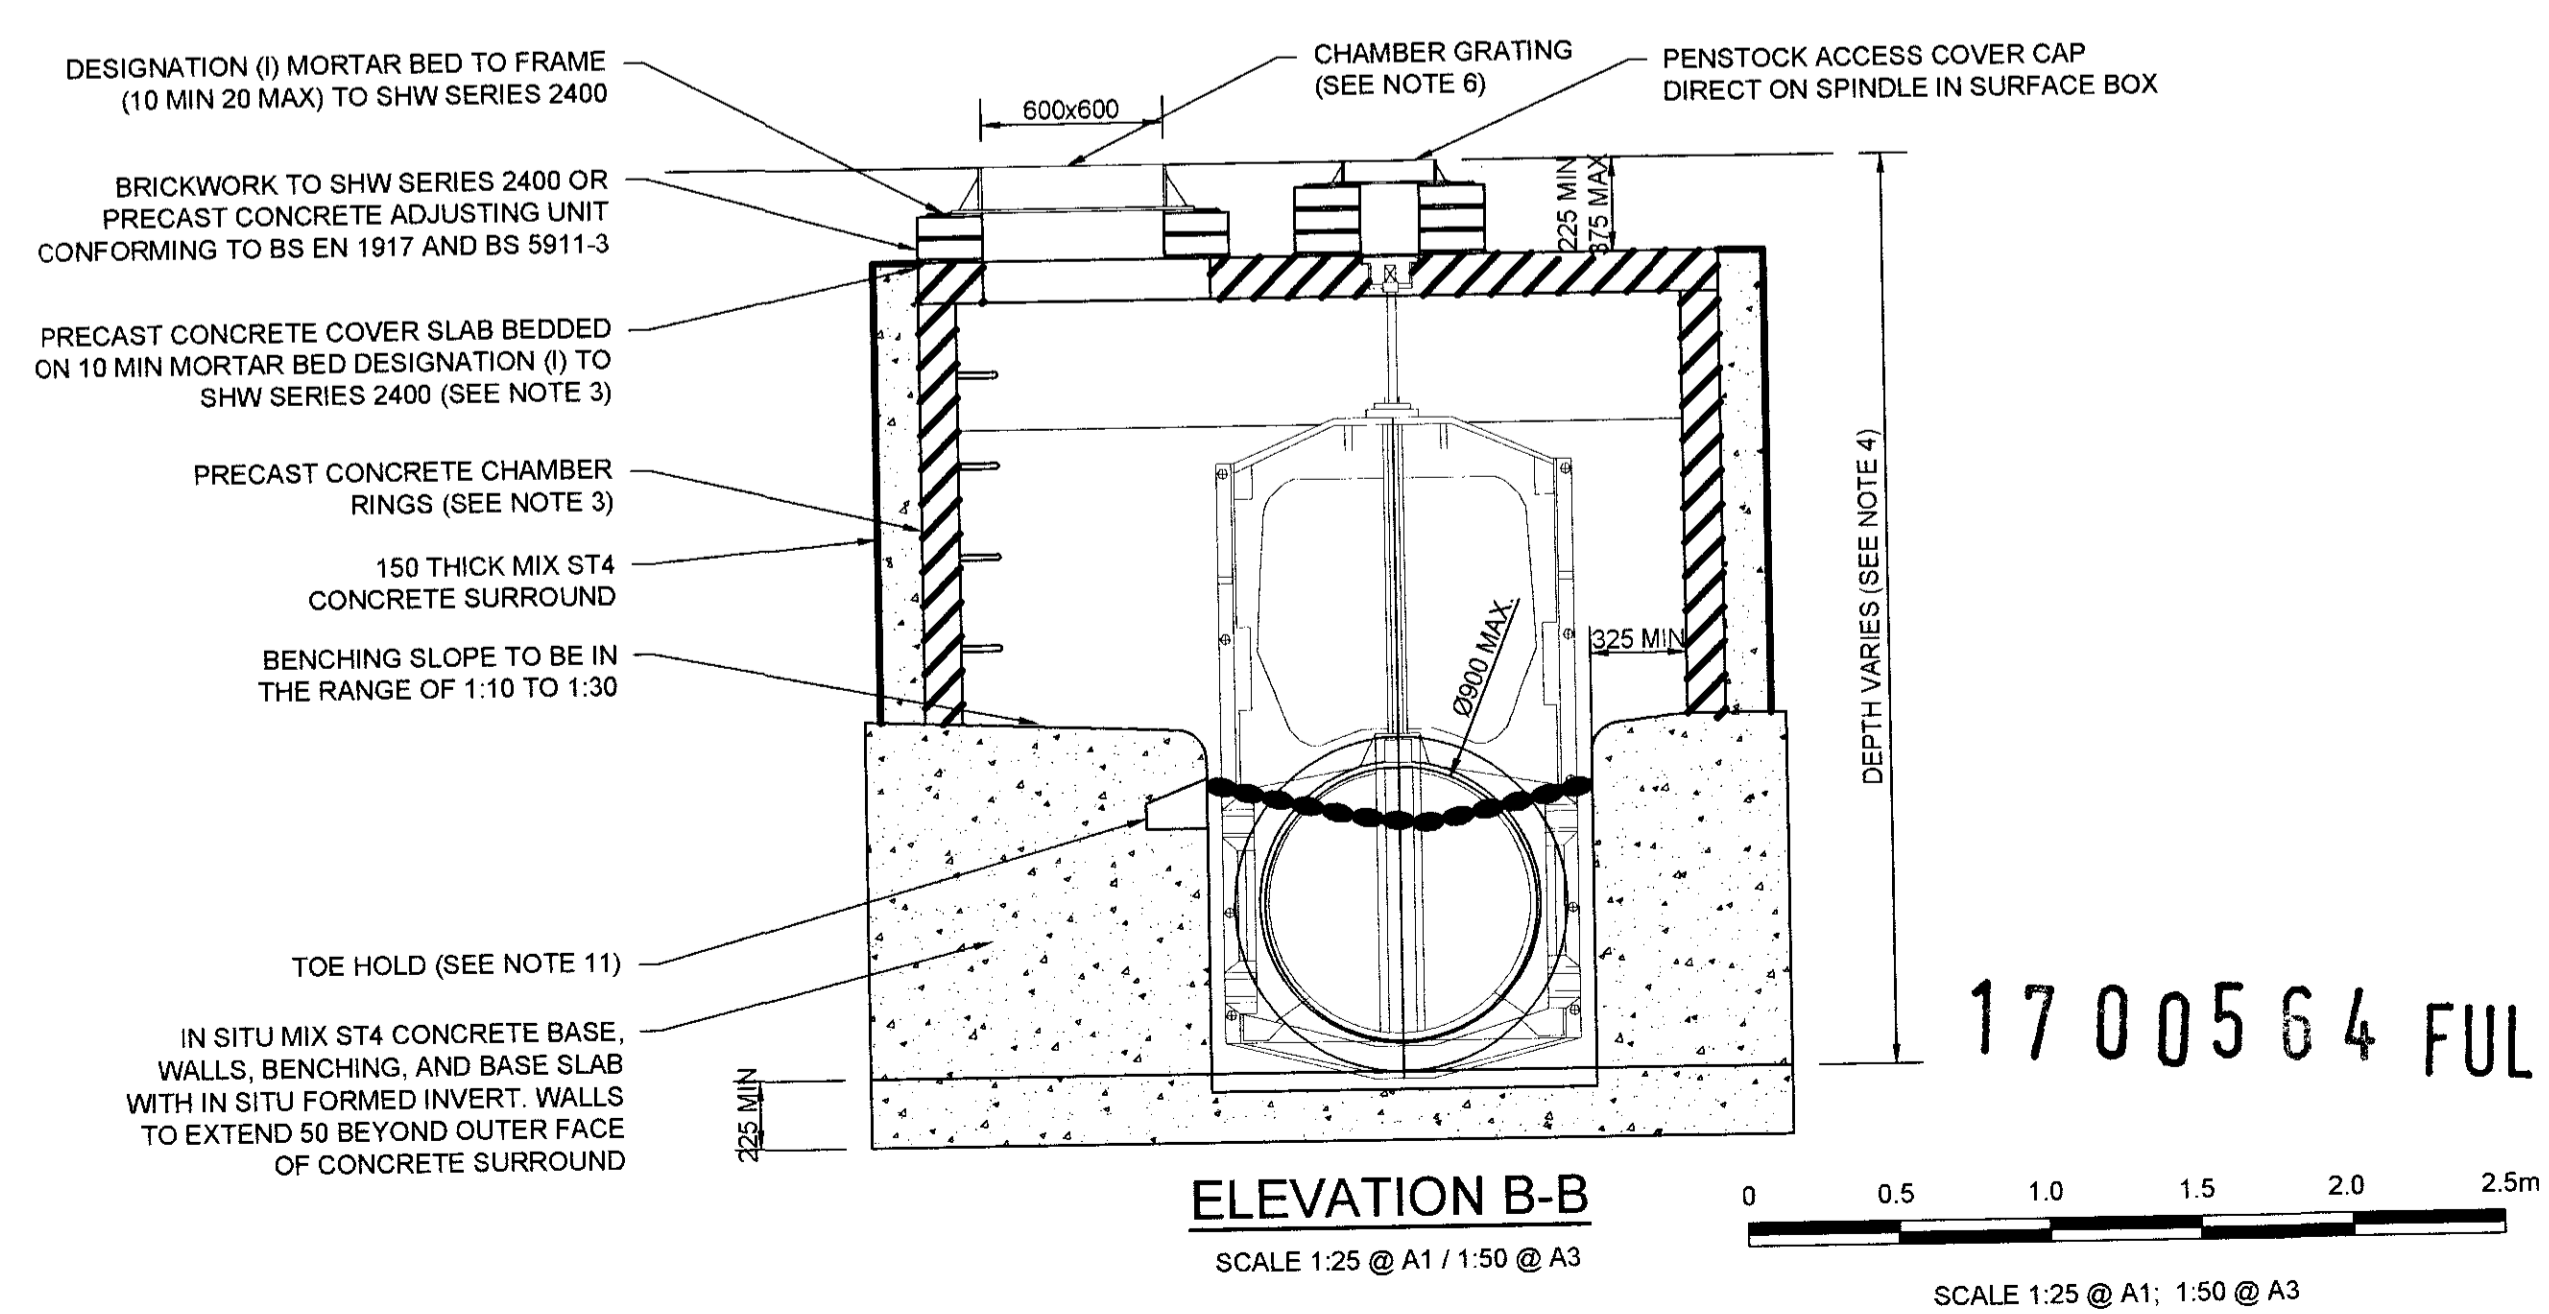 DESIGNATION (I) MORTAR BED TO FRAME
(10 MIN 20 MAX) TO SHW SERIES 2400
BRICKWORK TO SHW SERIES 2400 OR
PRECAST CONCRETE ADJUSTING UNIT
CONFORMING TO BS EN 1917 AND BS 5911-3
PRECAST CONCRETE COVER SLAB BEDDED
ON 10 MIN MORTAR BED DESIGNATION (I) TO
SHW SERIES 2400 (SEE NOTE 3)
PRECAST CONCRETE CHAMBER
RINGS (SEE NOTE 3)
150 THICK MIX ST4
CONCRETE SURROUND
BENCHING SLOPE TO BE IN
THE RANGE OF 1:10 TO 1:30
TOE HOLD (SEE NOTE 11)
IN SITU MIX ST4 CONCRETE BASE,
WALLS, BENCHING, AND BASE SLAB
WITH IN SITU FORMED INVERT. WALLS
TO EXTEND 50 BEYOND OUTER FACE
OF CONCRETE SURROUND
600x600
CHAMBER GRATING
(SEE NOTE 6)
PENSTOCK ACCESS COVER CAP
DIRECT ON SPINDLE IN SURFACE BOX
225 MIN
375 MAX
Ø900 MAX.
325 MIN
DEPTH VARIES (SEE NOTE 4)
225 MIN
1700564 FUL
ELEVATION B-B
SCALE 1:25 @ A1 / 1:50 @ A3
0 0.5 1.0 1.5 2.0 2.5m
SCALE 1:25 @ A1; 1:50 @ A3